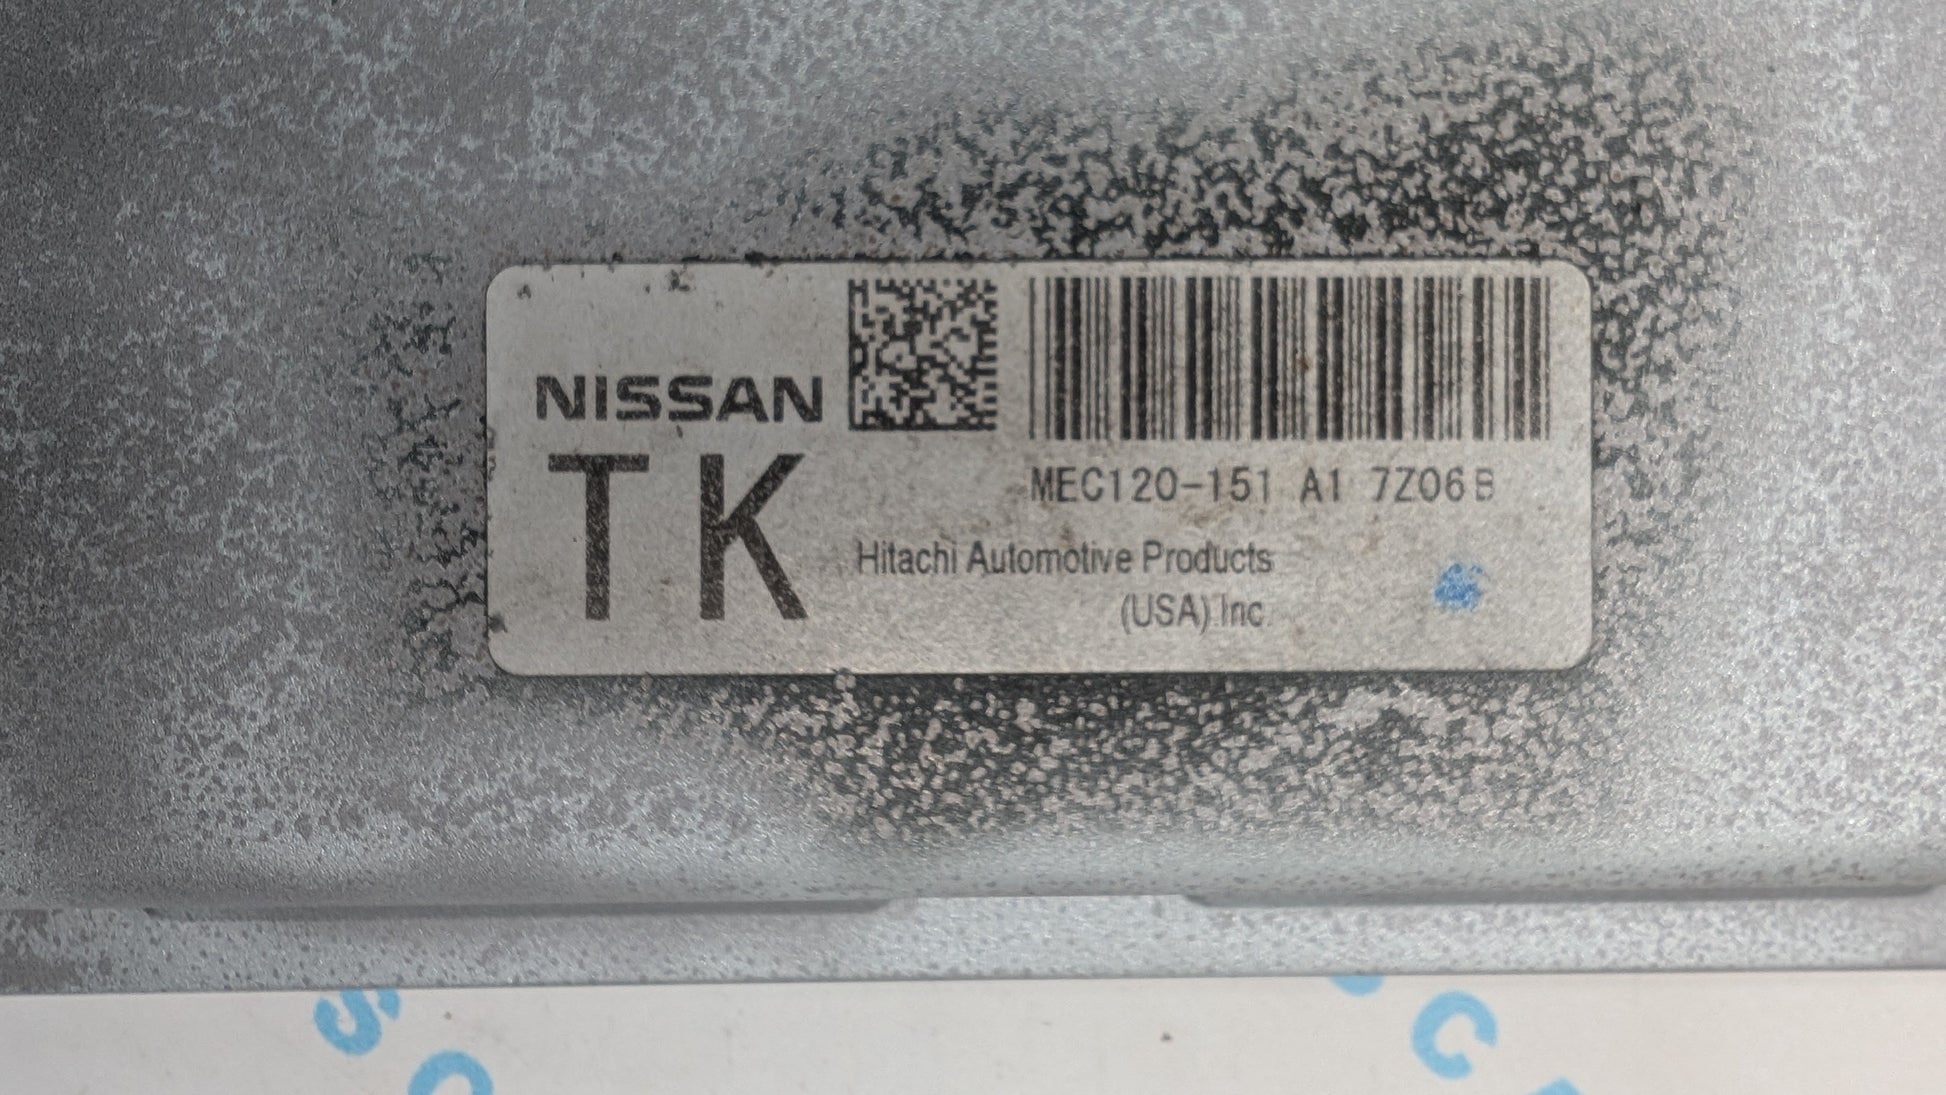 NISSAN
TK
MEC120-151 A1 7Z06B
Hitachi Automotive Products
(USA) Inc.